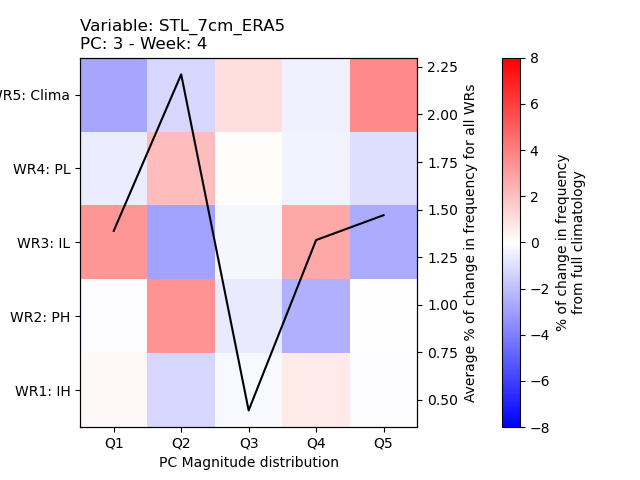 Variable: STL_7cm_ERA5
PC: 3 - Week: 4
WR5: Clima
WR4: PL
WR3: IL
WR2: PH
WR1: IH
Q1 Q2 Q3 Q4 Q5
PC Magnitude distribution
2.25
2.00
1.75
1.50
1.25
1.00
0.75
0.50
Average % of change in frequency for all WRs
8
6
4
2
0
−2
−4
−6
−8
% of change in frequency
from full climatology